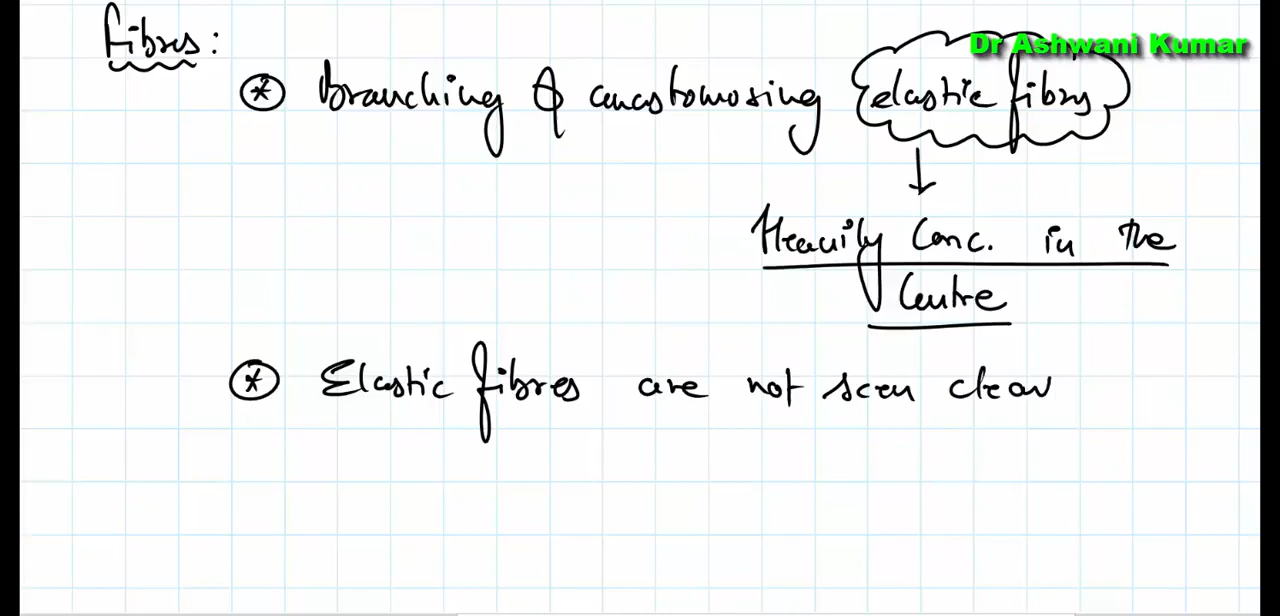 Dr Ashwani Kumar
fibres:
* branching & anastomosing elastic fibres
↓
Heavily Conc. in the
Centre
* Elastic fibres are not seen clear